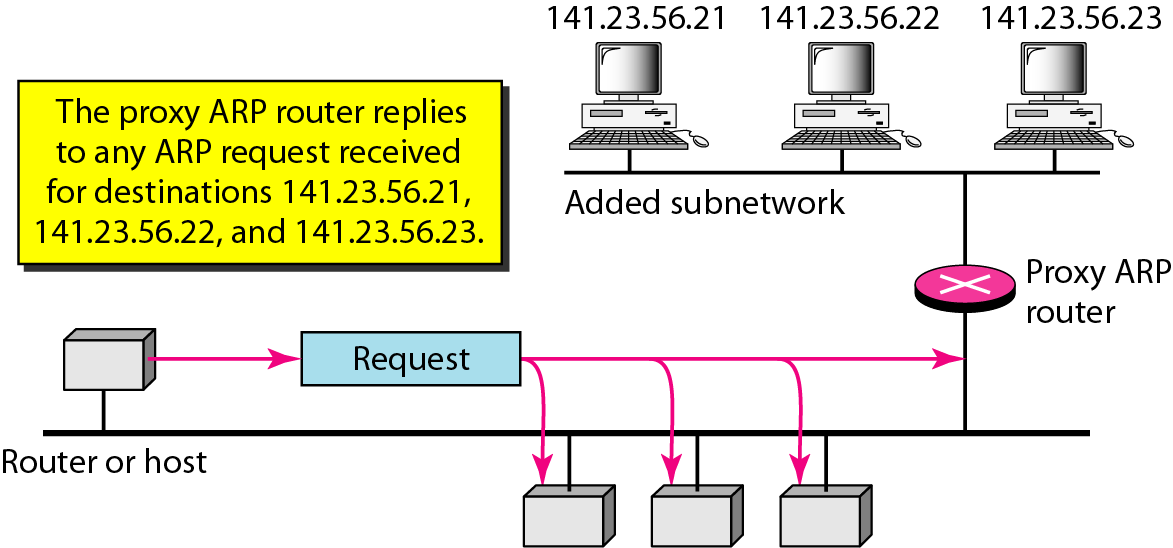 141.23.56.21
141.23.56.22
141.23.56.23
The proxy ARP router replies
to any ARP request received
for destinations 141.23.56.21,
141.23.56.22, and 141.23.56.23.
Added subnetwork
Proxy ARP
router
Request
Router or host